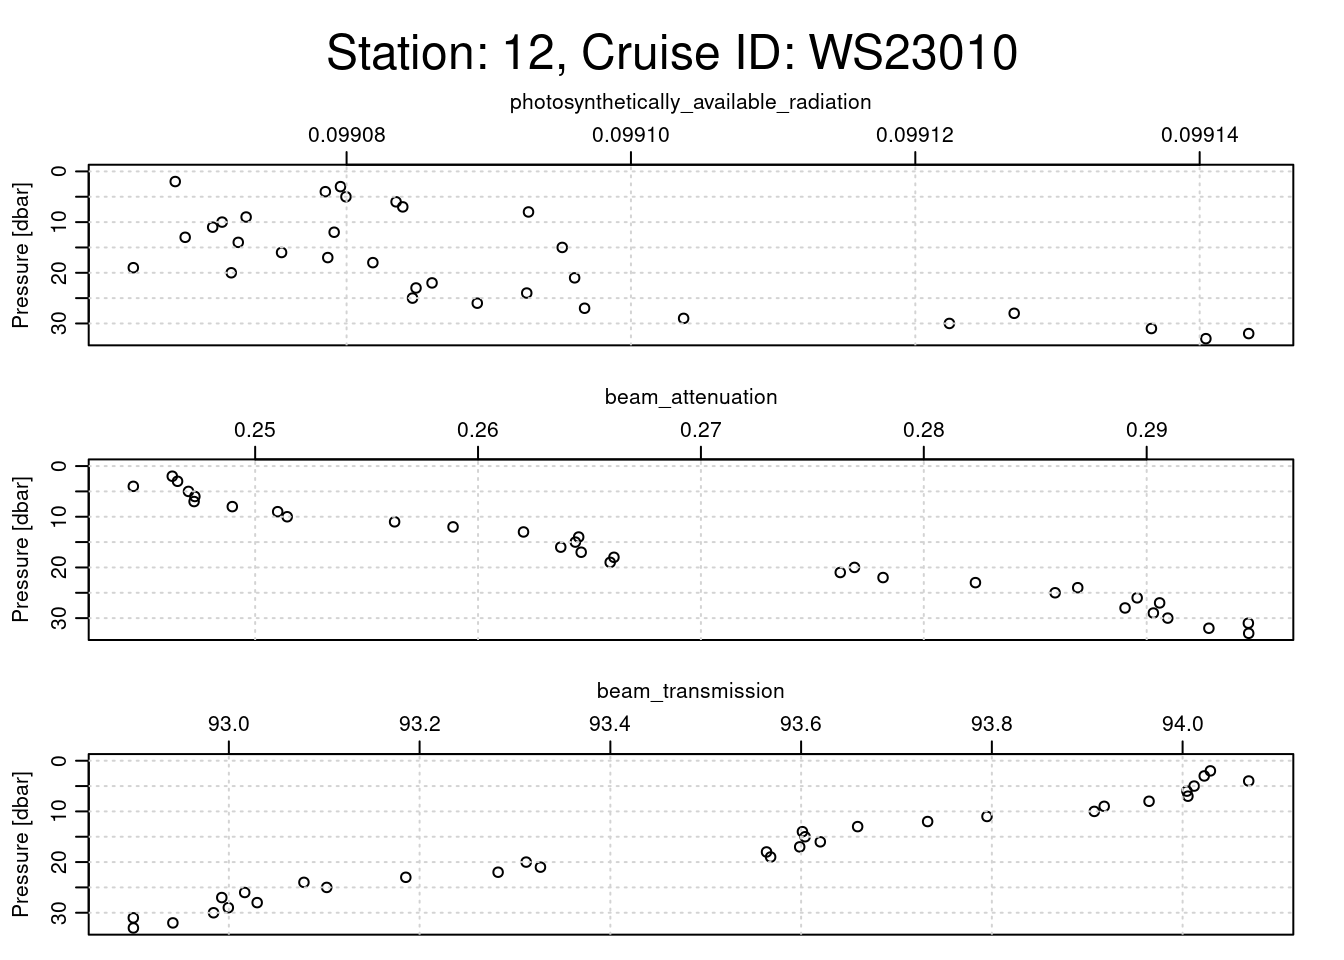 Station: 12, Cruise ID: WS23010
photosynthetically_available_radiation
0.09908 0.09910 0.09912 0.09914
Pressure [dbar]
0
10
20
30
beam_attenuation
0.25 0.26 0.27 0.28 0.29
Pressure [dbar]
0
10
20
30
beam_transmission
93.0 93.2 93.4 93.6 93.8 94.0
Pressure [dbar]
0
10
20
30